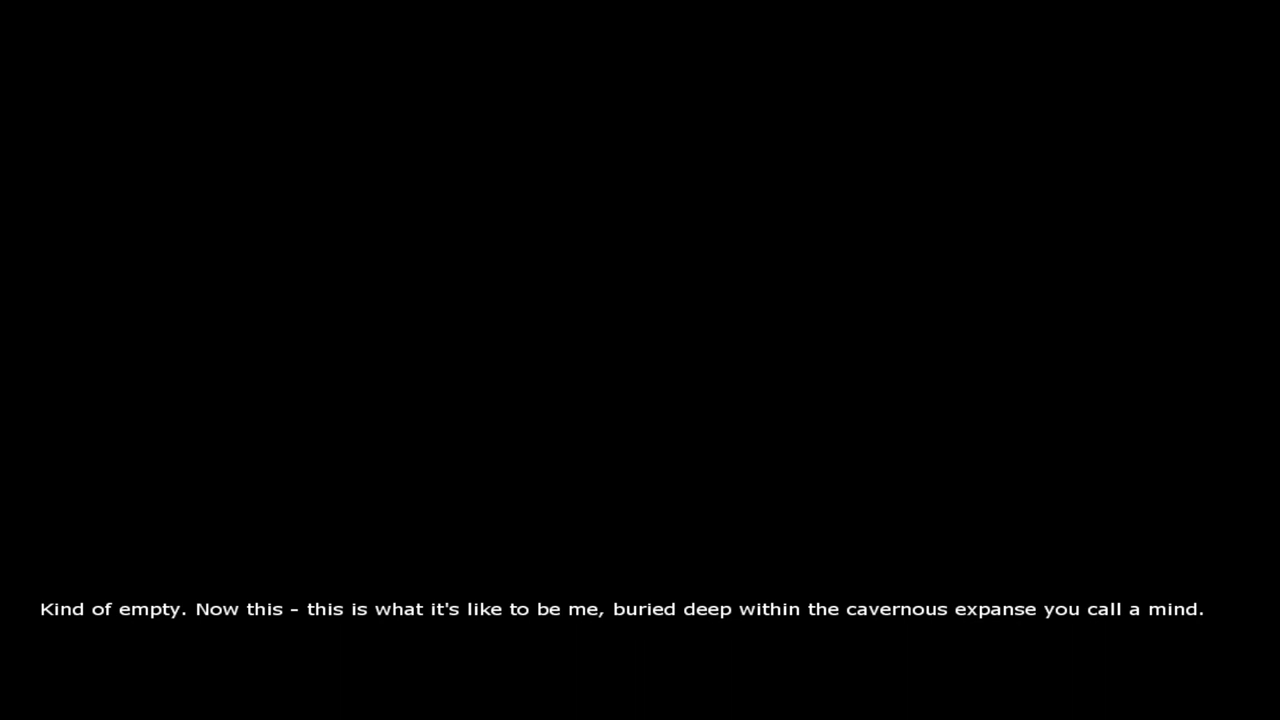 Kind of empty. Now this - this is what it's like to be me, buried deep within the cavernous expanse you call a mind.